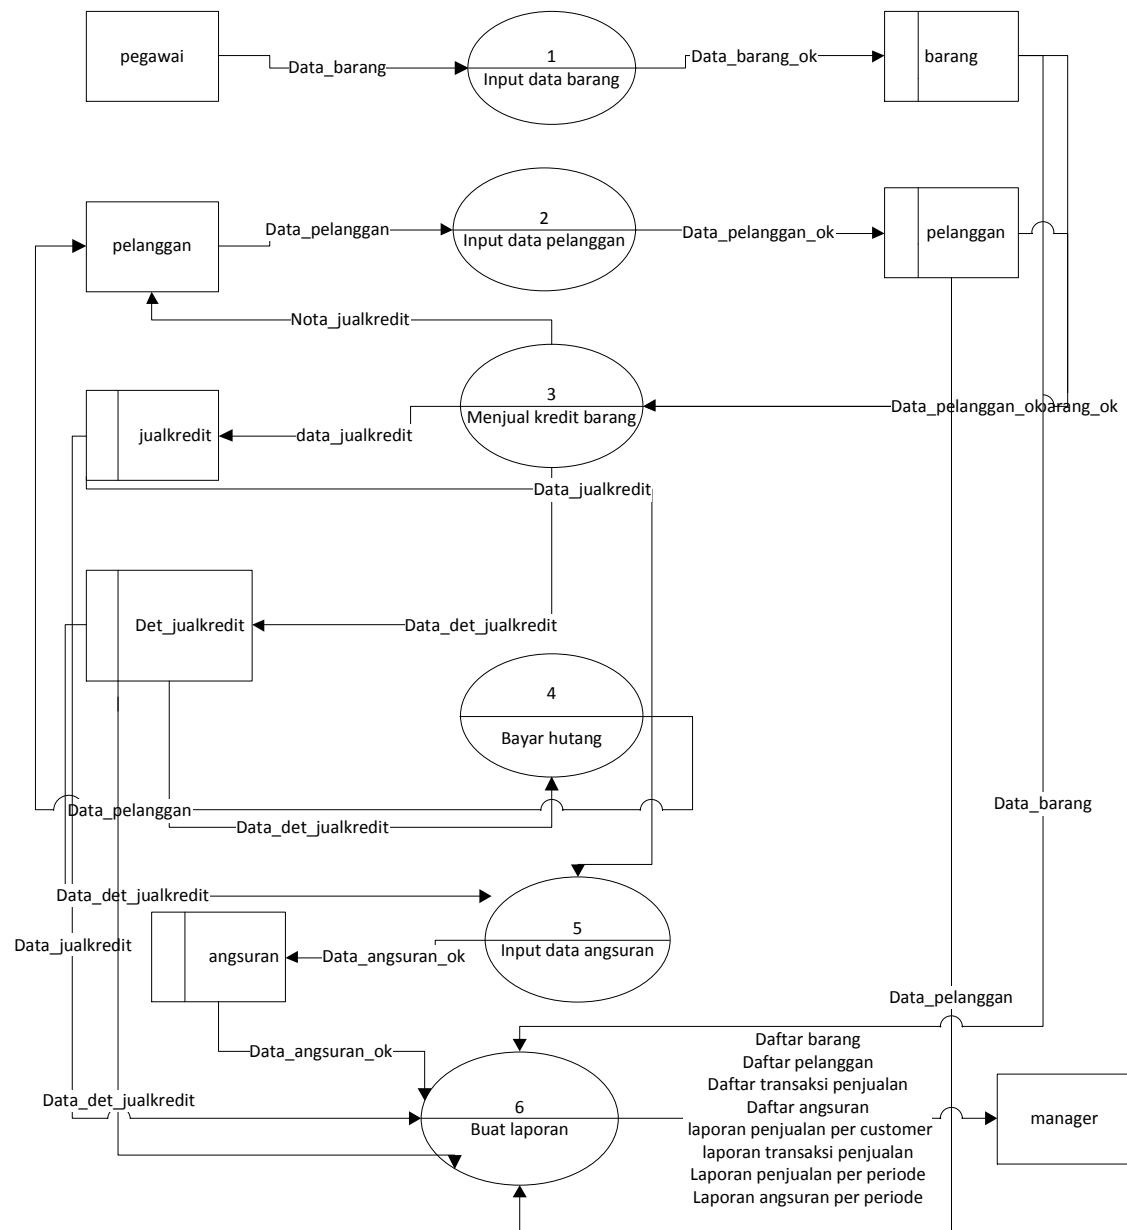 pegawai
Data_barang
1
Input data barang
Data_barang_ok
barang
pelanggan
Data_pelanggan
2
Input data pelanggan
Data_pelanggan_ok
pelanggan
Nota_jualkredit
3
Menjual kredit barang
Data_pelanggan_ok
barang_ok
jualkredit
data_jualkredit
Data_jualkredit
Det_jualkredit
Data_det_jualkredit
4
Bayar hutang
Data_pelanggan
Data_barang
Data_det_jualkredit
Data_det_jualkredit
5
Input data angsuran
Data_jualkredit
angsuran
Data_angsuran_ok
Data_pelanggan
Data_angsuran_ok
Data_det_jualkredit
6
Buat laporan
Daftar barang
Daftar pelanggan
Daftar transaksi penjualan
Daftar angsuran
laporan penjualan per customer
laporan transaksi penjualan
Laporan penjualan per periode
Laporan angsuran per periode
manager